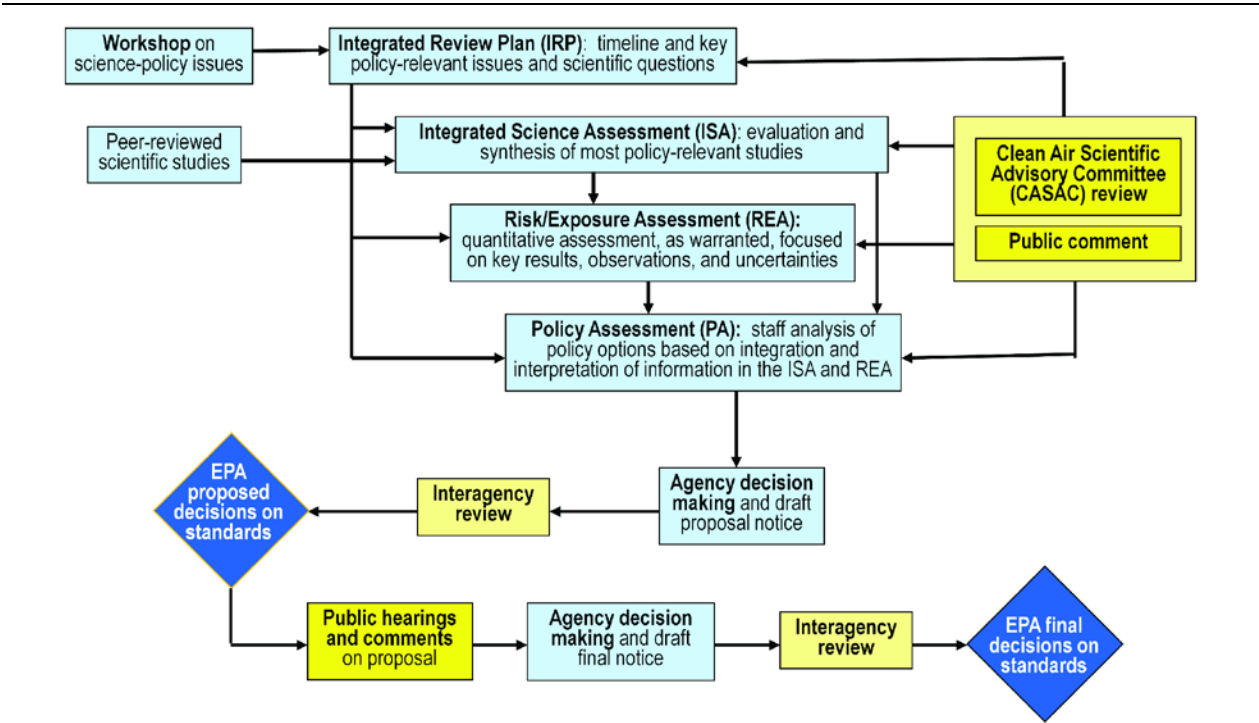 Workshop on
science-policy issues
Integrated Review Plan (IRP):  timeline and key
policy-relevant issues and scientific questions
Peer-reviewed
scientific studies
Integrated Science Assessment (ISA): evaluation and
synthesis of most policy-relevant studies
Clean Air Scientific
Advisory Committee
(CASAC) review
Public comment
Risk/Exposure Assessment (REA):
quantitative assessment, as warranted, focused
on key results, observations, and uncertainties
Policy Assessment (PA):  staff analysis of
policy options based on integration and
interpretation of information in the ISA and REA
Agency decision
making and draft
proposal notice
Interagency
review
EPA
proposed
decisions on
standards
Public hearings
and comments
on proposal
Agency decision
making and draft
final notice
Interagency
review
EPA final
decisions on
standards